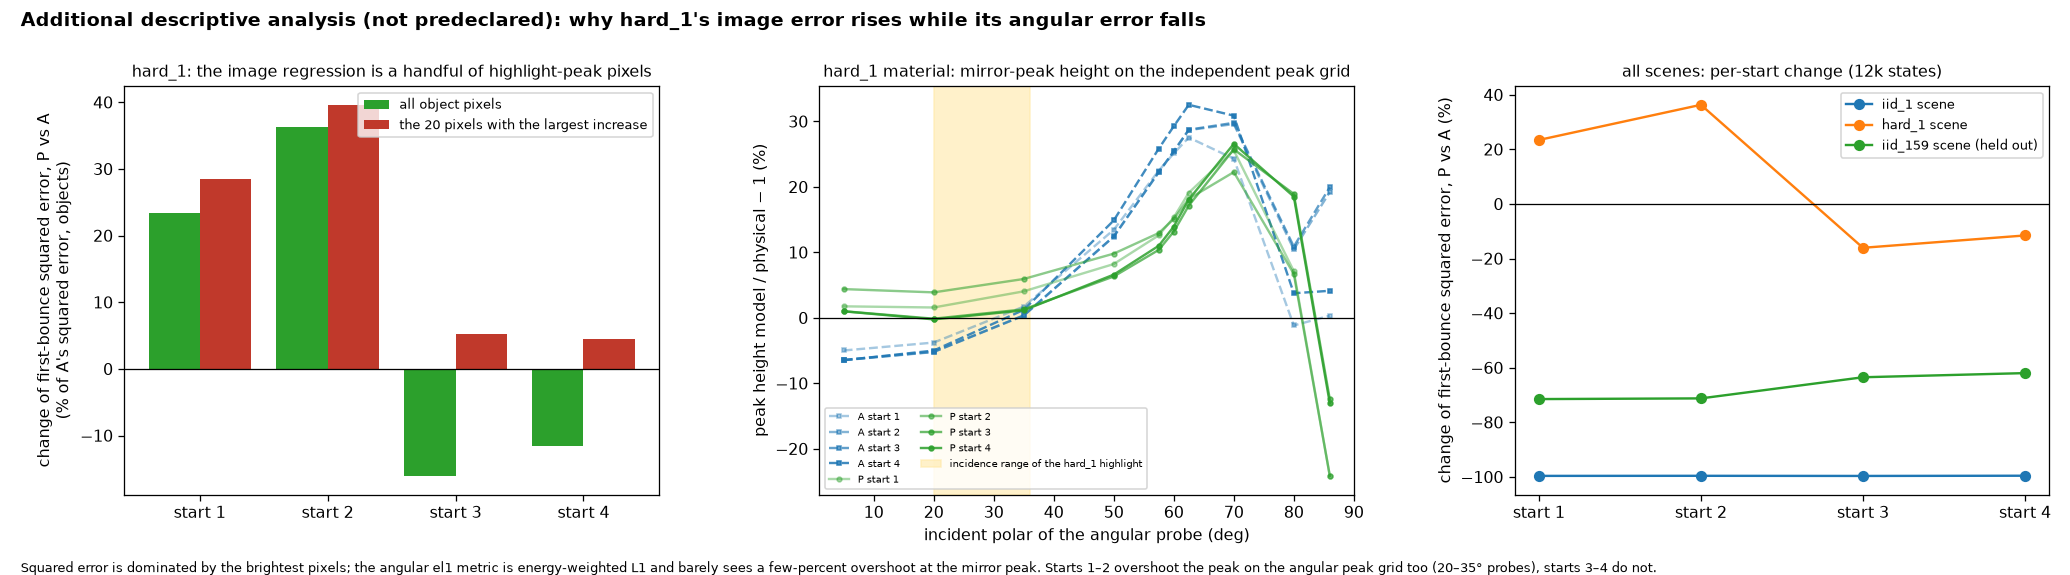 Additional descriptive analysis (not predeclared): why hard_1's image error rises while its angular error falls
hard_1: the image regression is a handful of highlight-peak pixels
change of first-bounce squared error, P vs A
(% of A's squared error, objects)
40
30
20
10
0
−10
all object pixels
the 20 pixels with the largest increase
start 1
start 2
start 3
start 4
hard_1 material: mirror-peak height on the independent peak grid
peak height model / physical − 1 (%)
30
20
10
0
−10
−20
A start 1
A start 2
A start 3
A start 4
P start 1
P start 2
P start 3
P start 4
incidence range of the hard_1 highlight
10
20
30
40
50
60
70
80
90
incident polar of the angular probe (deg)
all scenes: per-start change (12k states)
change of first-bounce squared error, P vs A (%)
40
20
0
−20
−40
−60
−80
−100
iid_1 scene
hard_1 scene
iid_159 scene (held out)
start 1
start 2
start 3
start 4
Squared error is dominated by the brightest pixels; the angular el1 metric is energy-weighted L1 and barely sees a few-percent overshoot at the mirror peak. Starts 1–2 overshoot the peak on the angular peak grid too (20–35° probes), starts 3–4 do not.